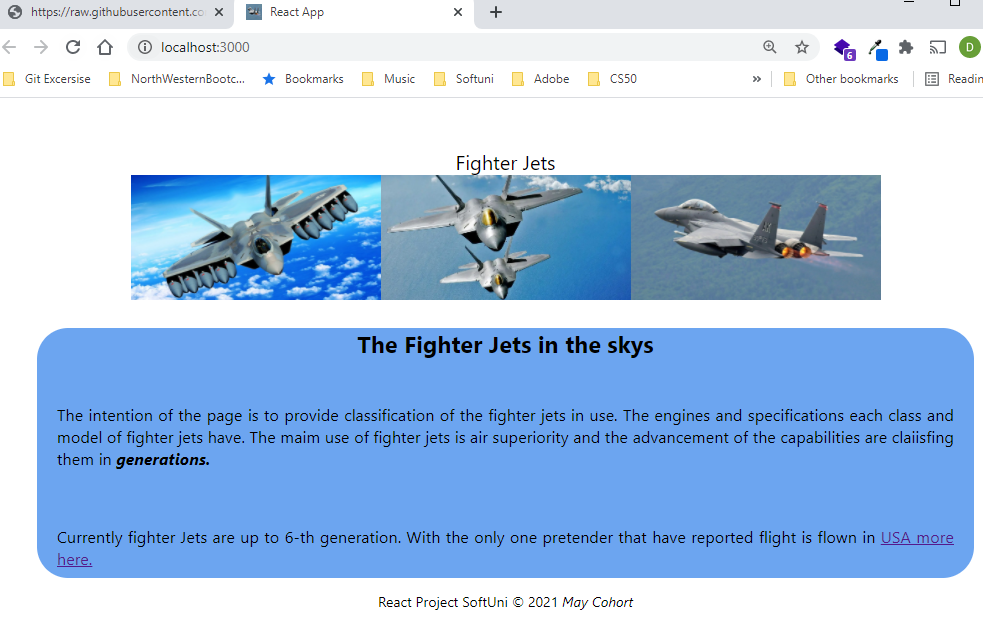 https://raw.githubusercontent.co
React App
localhost:3000
6
D
Git Excersise
NorthWesternBootc...
Bookmarks
Music
Softuni
Adobe
CS50
»
Other bookmarks
Readin
Fighter Jets
The Fighter Jets in the skys
The intention of the page is to provide classification of the fighter jets in use. The engines and specifications each class and
model of fighter jets have. The maim use of fighter jets is air superiority and the advancement of the capabilities are claiisfing
them in generations.
Currently fighter Jets are up to 6-th generation. With the only one pretender that have reported flight is flown in USA more
here.
React Project SoftUni © 2021 May Cohort